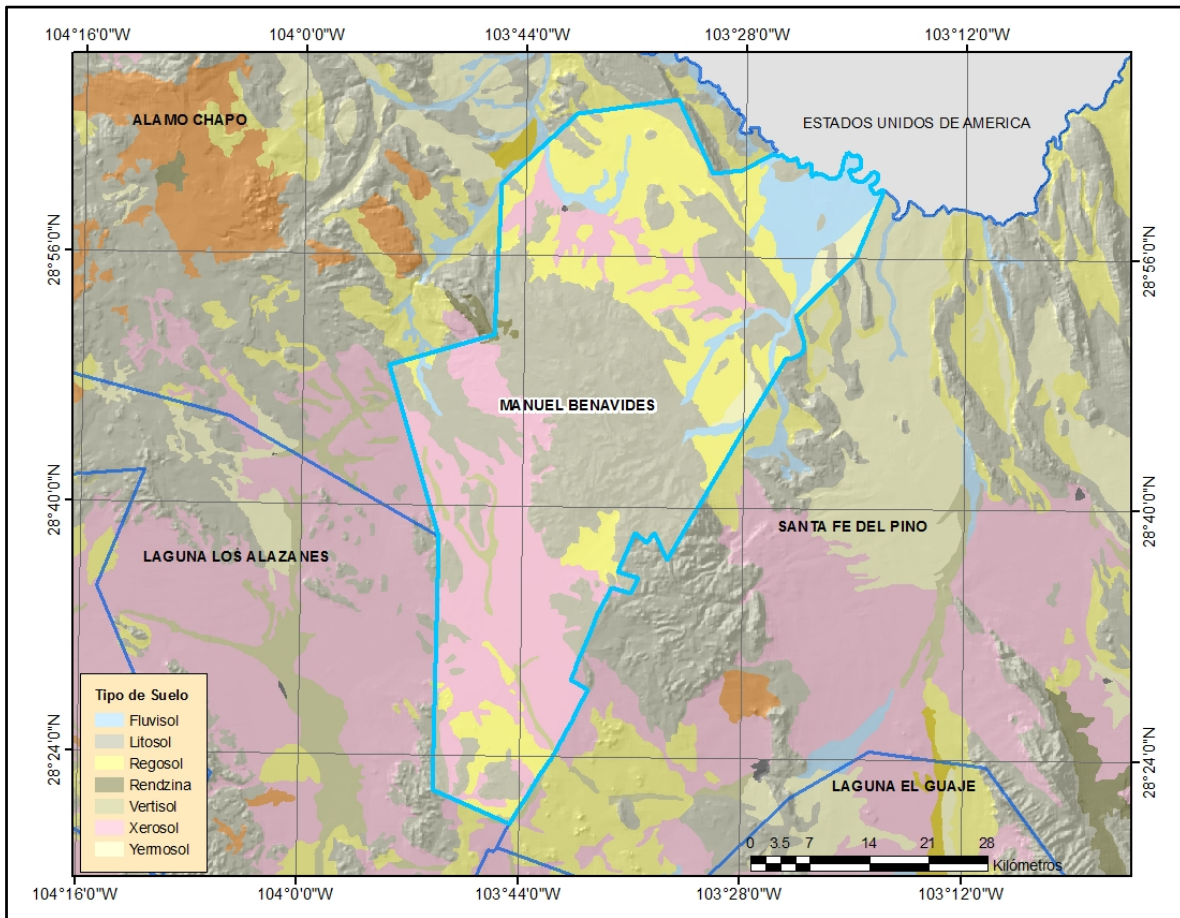 104°16'0"W 104°0'0"W 103°44'0"W 103°28'0"W 103°12'0"W
ALAMO CHAPO
ESTADOS UNIDOS DE AMERICA
28°56'0"N 28°56'0"N
MANUEL BENAVIDES
28°40'0"N 28°40'0"N
SANTA FE DEL PINO
LAGUNA LOS ALAZANES
Tipo de Suelo
Fluvisol
Litosol
Regosol
Rendzina
Vertisol
Xerosol
Yermosol
28°24'0"N 28°24'0"N
LAGUNA EL GUAJE
0 3.5 7 14 21 28
Kilómetros
104°16'0"W 104°0'0"W 103°44'0"W 103°28'0"W 103°12'0"W